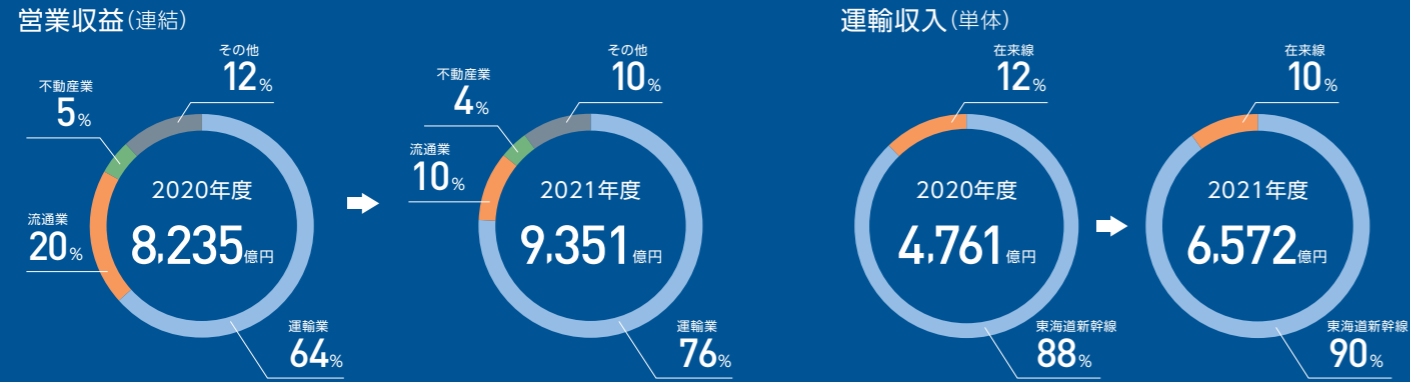 営業収益(連結)
その他
12%
不動産業
5%
流通業
20%
2020年度
8,235億円
運輸業
64%
その他
10%
不動産業
4%
流通業
10%
2021年度
9,351億円
運輸業
76%
運輸収入(単体)
在来線
12%
2020年度
4,761億円
東海道新幹線
88%
在来線
10%
2021年度
6,572億円
東海道新幹線
90%